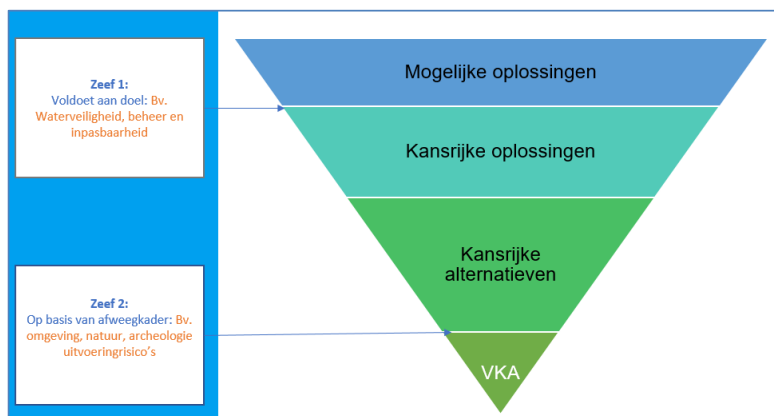 Zeef 1:
Voldoet aan doel: Bv.
Waterveiligheid, beheer en
inpasbaarheid
Mogelijke oplossingen
Kansrijke oplossingen
Kansrijke
alternatieven
Zeef 2:
Op basis van afweegkader: Bv.
omgeving, natuur, archeologie
uitvoeringrisico’s
VKA